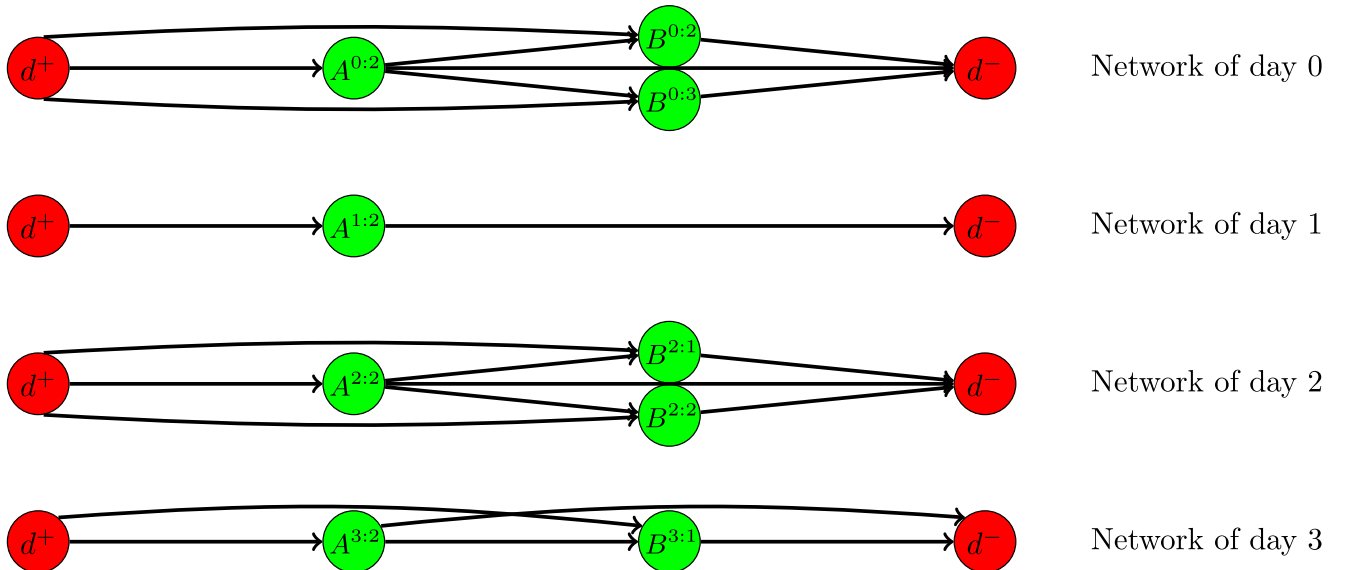 d⁺ A⁰:² B⁰:² B⁰:³ d⁻ Network of day 0
d⁺ A¹:² d⁻ Network of day 1
d⁺ A²:² B²:¹ B²:² d⁻ Network of day 2
d⁺ A³:² B³:¹ d⁻ Network of day 3